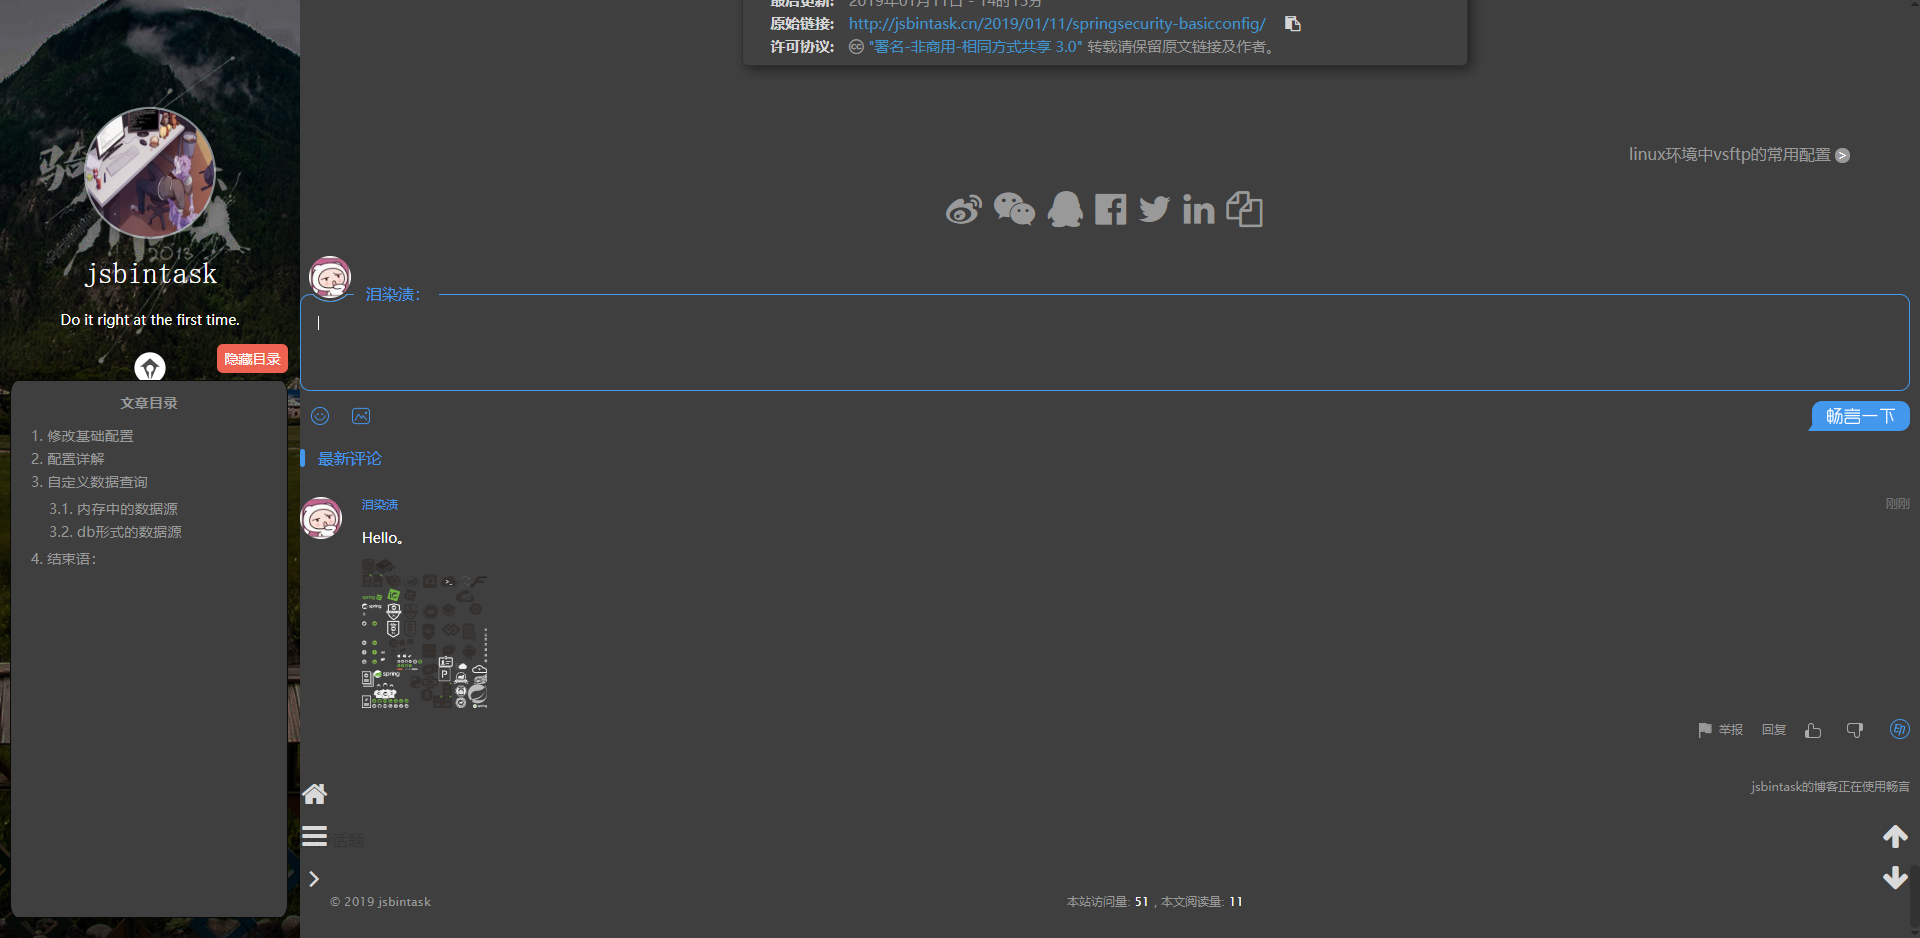 最后更新: 2019年01月11日 - 14时13分
原始链接: http://jsbintask.cn/2019/01/11/springsecurity-basicconfig/
许可协议: "署名-非商用-相同方式共享 3.0" 转载请保留原文链接及作者。
linux环境中vsftp的常用配置
2013
jsbintask
Do it right at the first time.
隐藏目录
文章目录
1. 修改基础配置
2. 配置详解
3. 自定义数据查询
3.1. 内存中的数据源
3.2. db形式的数据源
4. 结束语：
泪染渍：
畅言一下
最新评论
泪染渍
刚刚
Hello。
spring
spring
举报 回复
jsbintask的博客正在使用畅言
话题
© 2019 jsbintask
本站访问量: 51 , 本文阅读量: 11